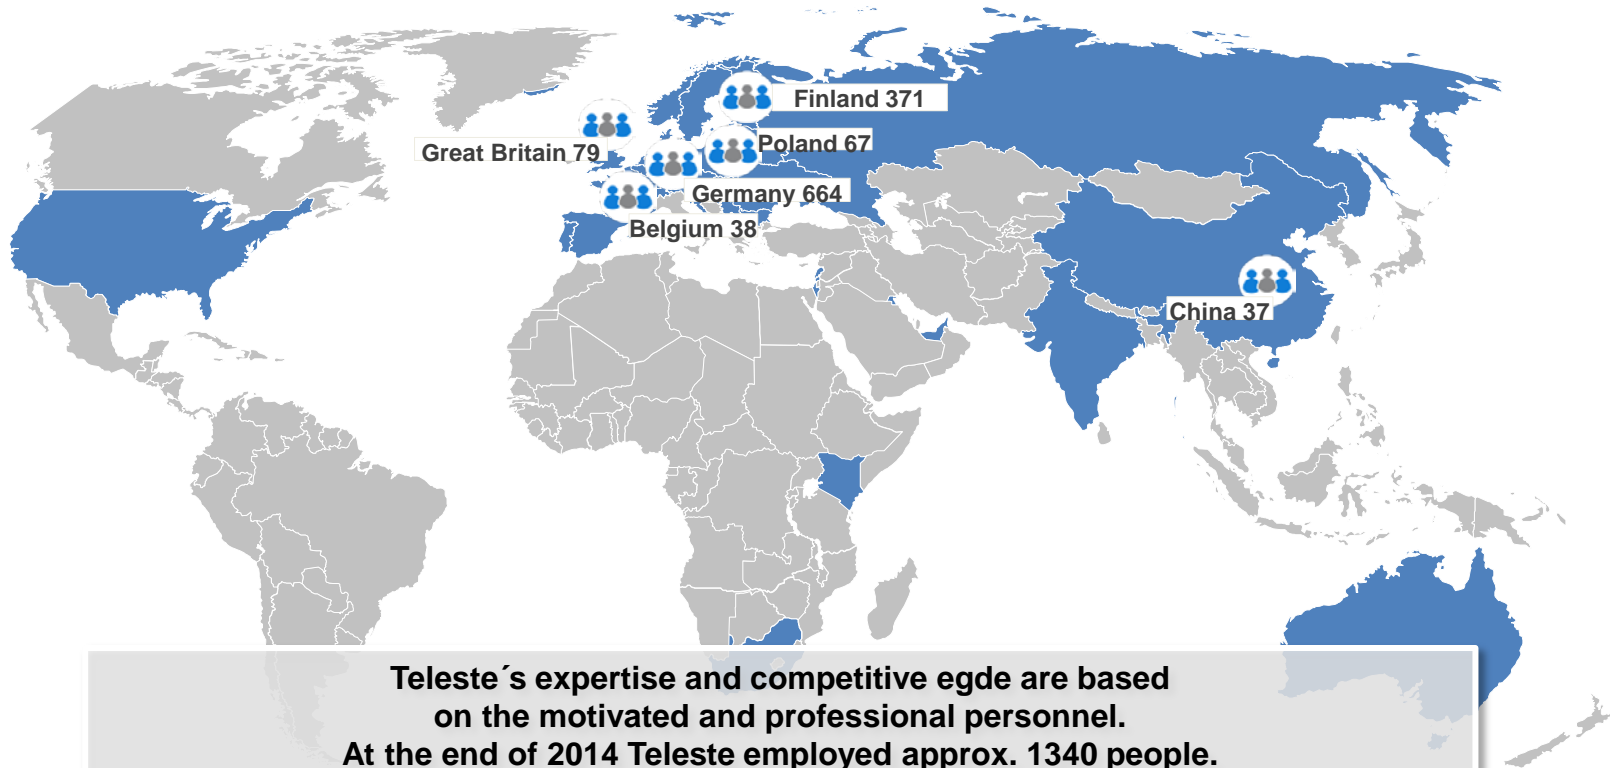 Finland 371
Poland 67
Great Britain 79
Germany 664
Belgium 38
China 37
Teleste´s expertise and competitive egde are based
on the motivated and professional personnel.
At the end of 2014 Teleste employed approx. 1340 people.